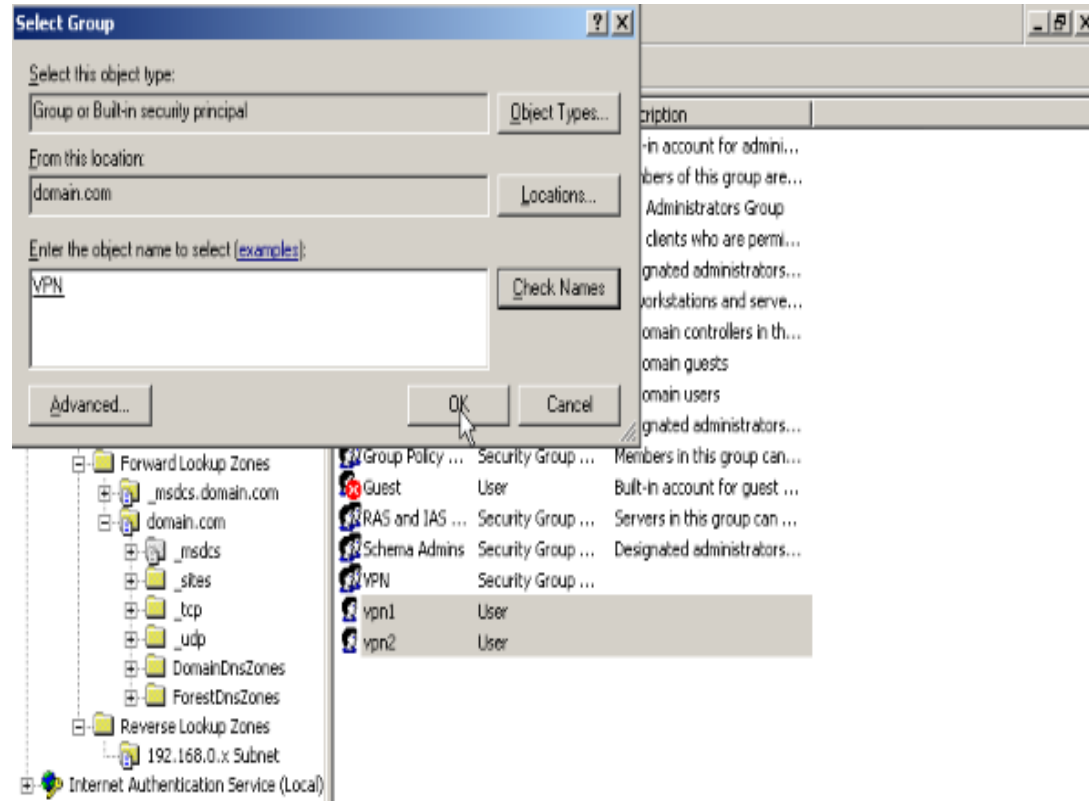 Select Group
Select this object type:
Group or Built-in security principal
Object Types...
From this location:
domain.com
Locations...
Enter the object name to select (examples):
VPN
Check Names
Advanced...
OK
Cancel
cription
-in account for admini...
bers of this group are...
Administrators Group
clients who are permi...
gnated administrators...
workstations and serve...
omain controllers in th...
omain guests
omain users
gnated administrators...
Group Policy ... Security Group ... Members in this group can...
Guest User Built-in account for guest ...
RAS and IAS ... Security Group ... Servers in this group can ...
Schema Admins Security Group ... Designated administrators...
VPN Security Group ...
vpn1 User
vpn2 User
Forward Lookup Zones
_msdcs.domain.com
domain.com
_msdcs
_sites
_tcp
_udp
DomainDnsZones
ForestDnsZones
Reverse Lookup Zones
192.168.0.x Subnet
Internet Authentication Service (Local)